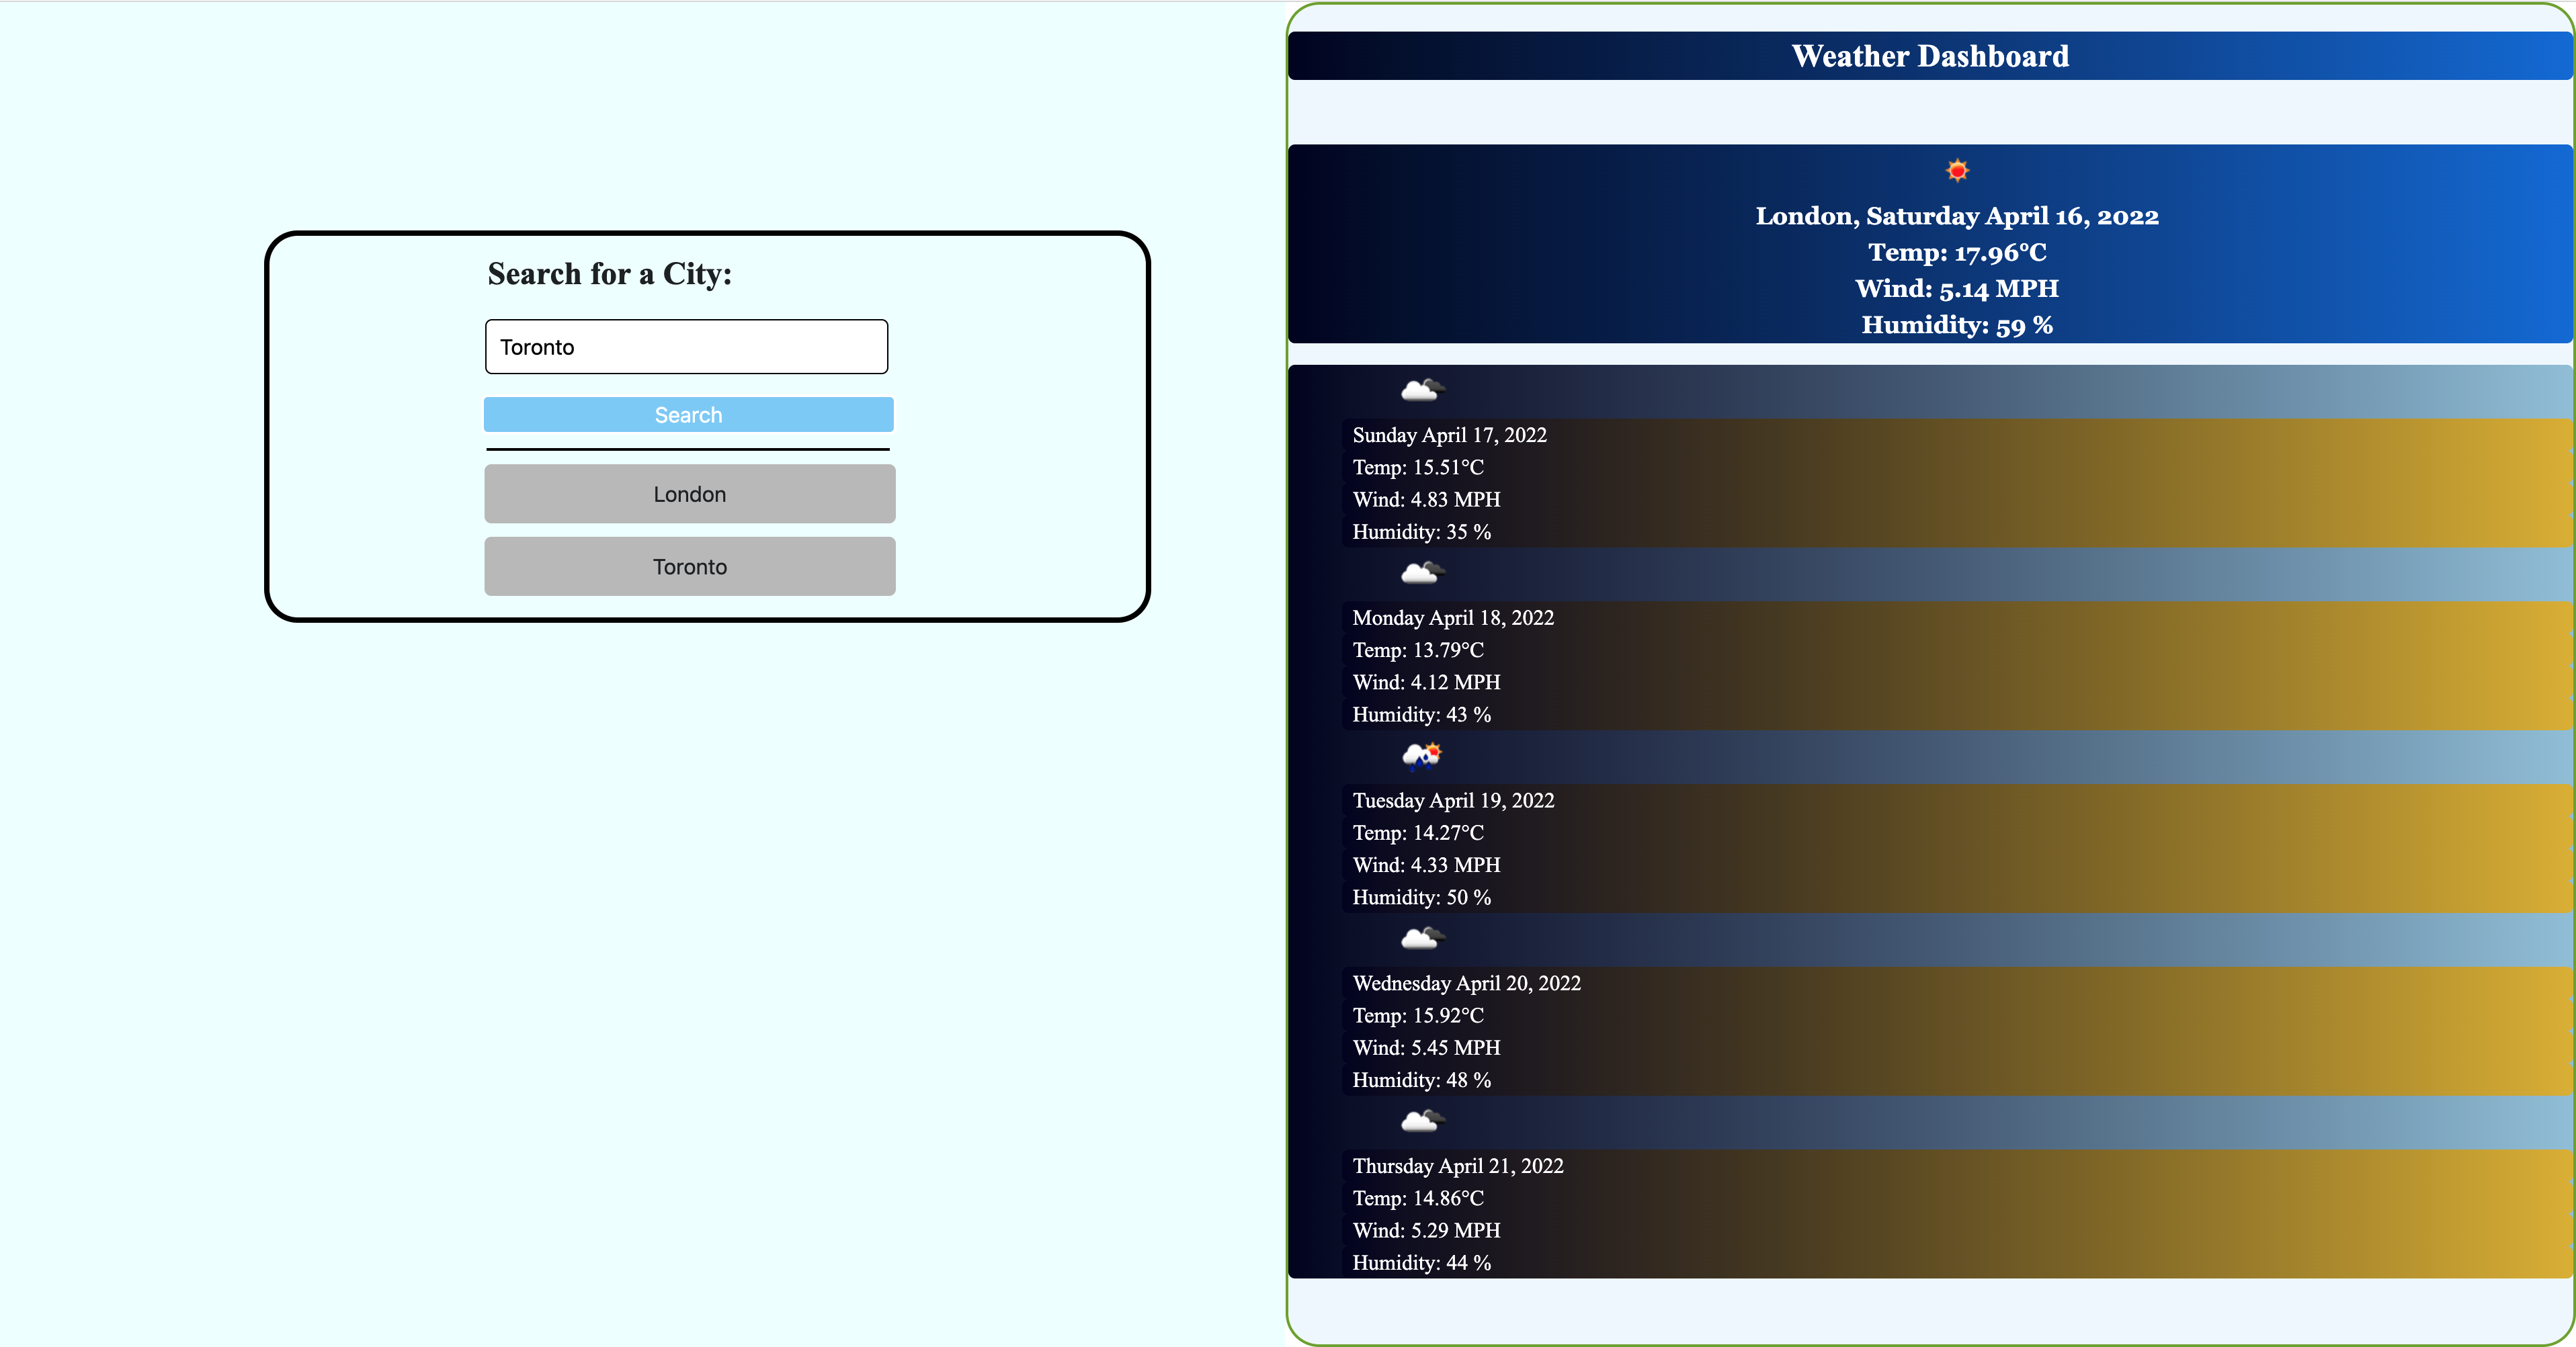 Search for a City:
Toronto
Search
London
Toronto
Weather Dashboard
London, Saturday April 16, 2022
Temp: 17.96°C
Wind: 5.14 MPH
Humidity: 59 %
Sunday April 17, 2022
Temp: 15.51°C
Wind: 4.83 MPH
Humidity: 35 %
Monday April 18, 2022
Temp: 13.79°C
Wind: 4.12 MPH
Humidity: 43 %
Tuesday April 19, 2022
Temp: 14.27°C
Wind: 4.33 MPH
Humidity: 50 %
Wednesday April 20, 2022
Temp: 15.92°C
Wind: 5.45 MPH
Humidity: 48 %
Thursday April 21, 2022
Temp: 14.86°C
Wind: 5.29 MPH
Humidity: 44 %